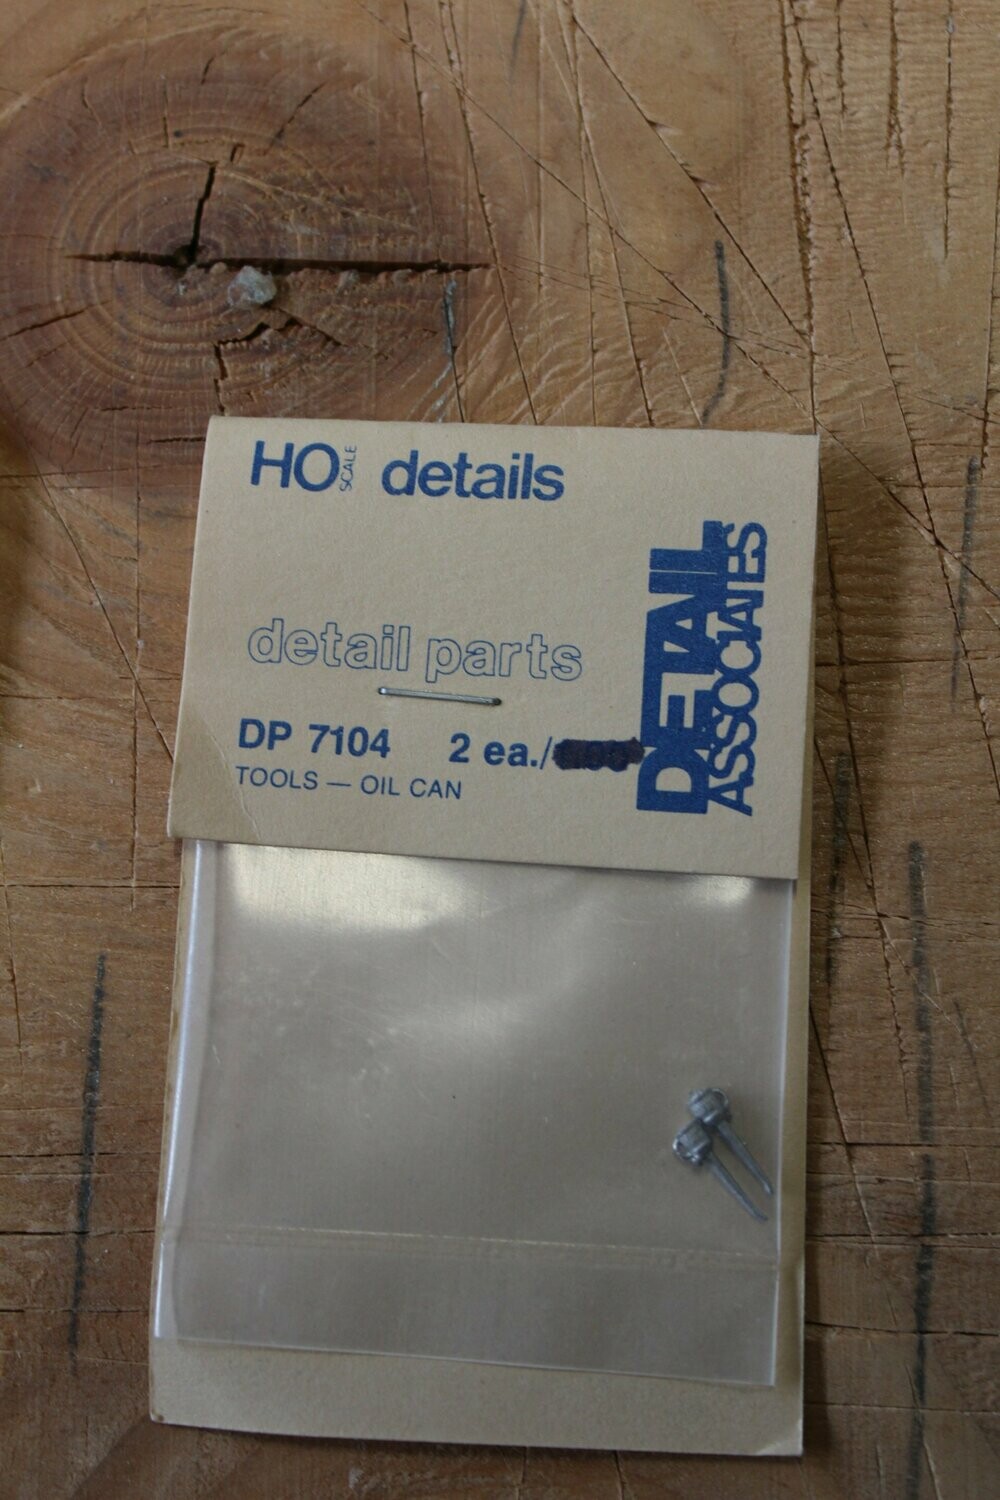 HO SCALE details
detail parts
DP 7104 2 ea./
TOOLS — OIL CAN
DETAIL
ASSOCIATES